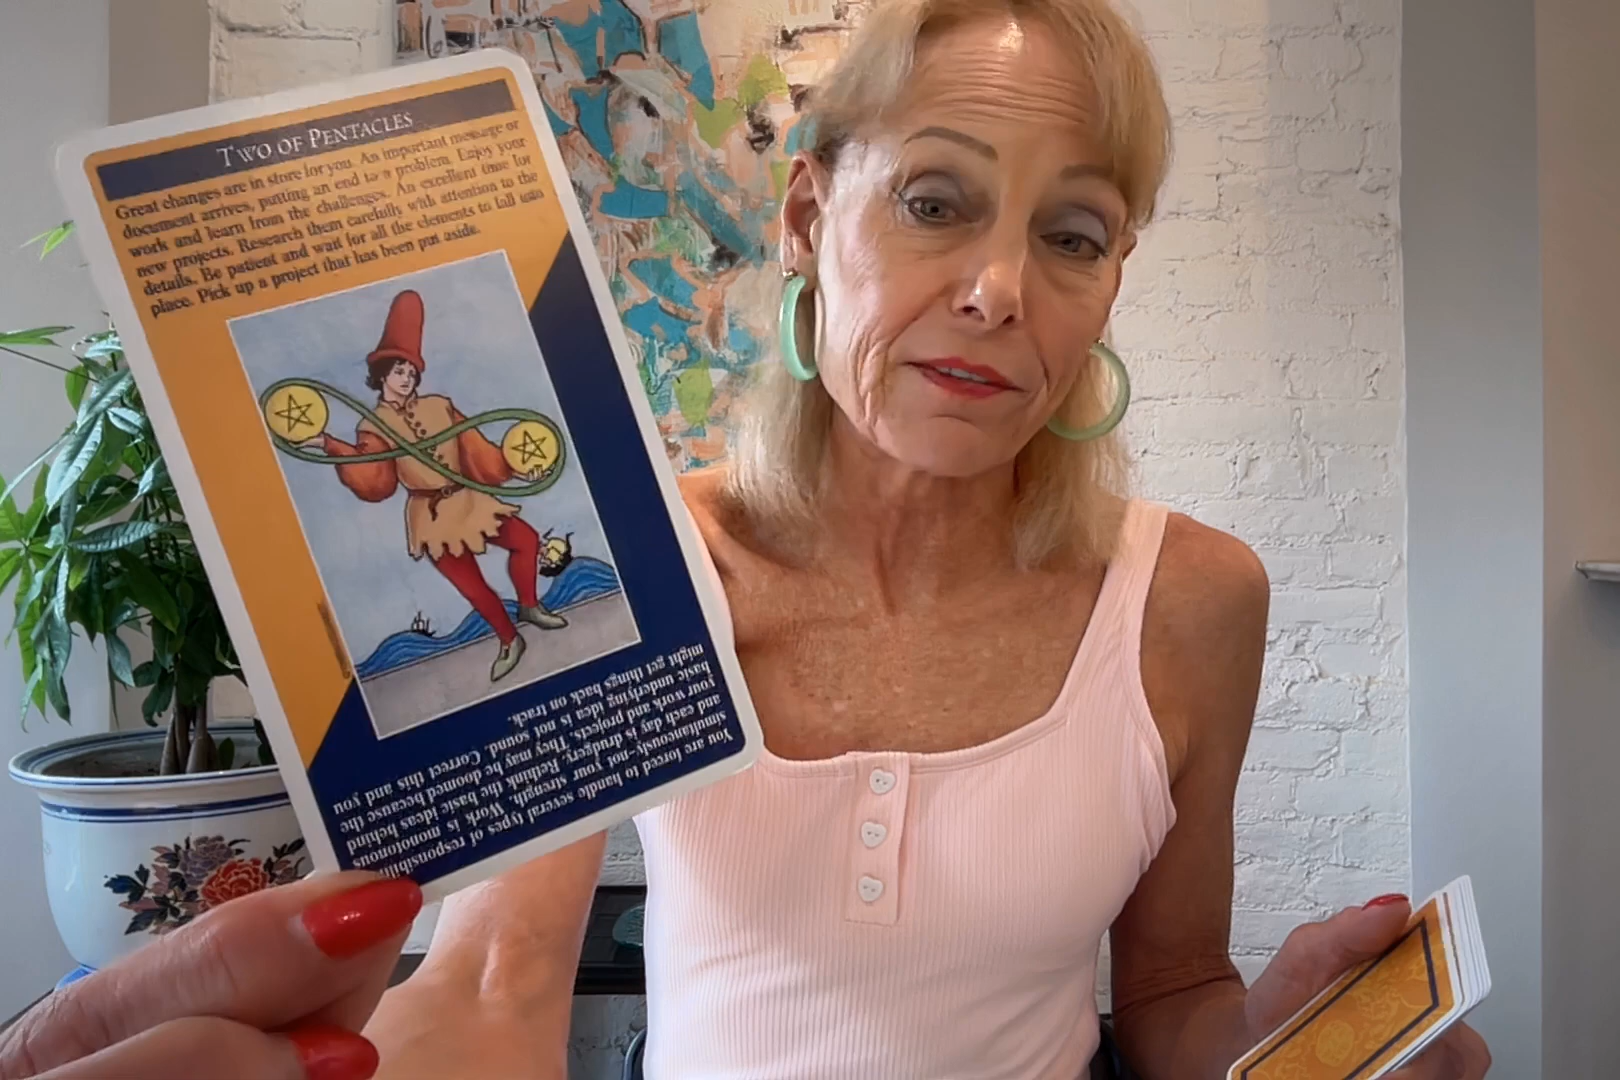 TWO OF PENTACLES
Great changes are in store for you. An important message or
document arrives, putting an end to a problem. Enjoy your
work and learn from the challenges. An excellent time for
new projects. Research them carefully with attention to the
details. Be patient and wait for all the elements to fall into
place. Pick up a project that has been put aside.
You are forced to handle several types of
simultaneously–not your strength. Work is monotonous
and each day is drudgery. Rethink the basic ideas behind
your work and projects. They may be doomed because the
basic underlying idea is not sound. Correct this and you
might get things back on track.